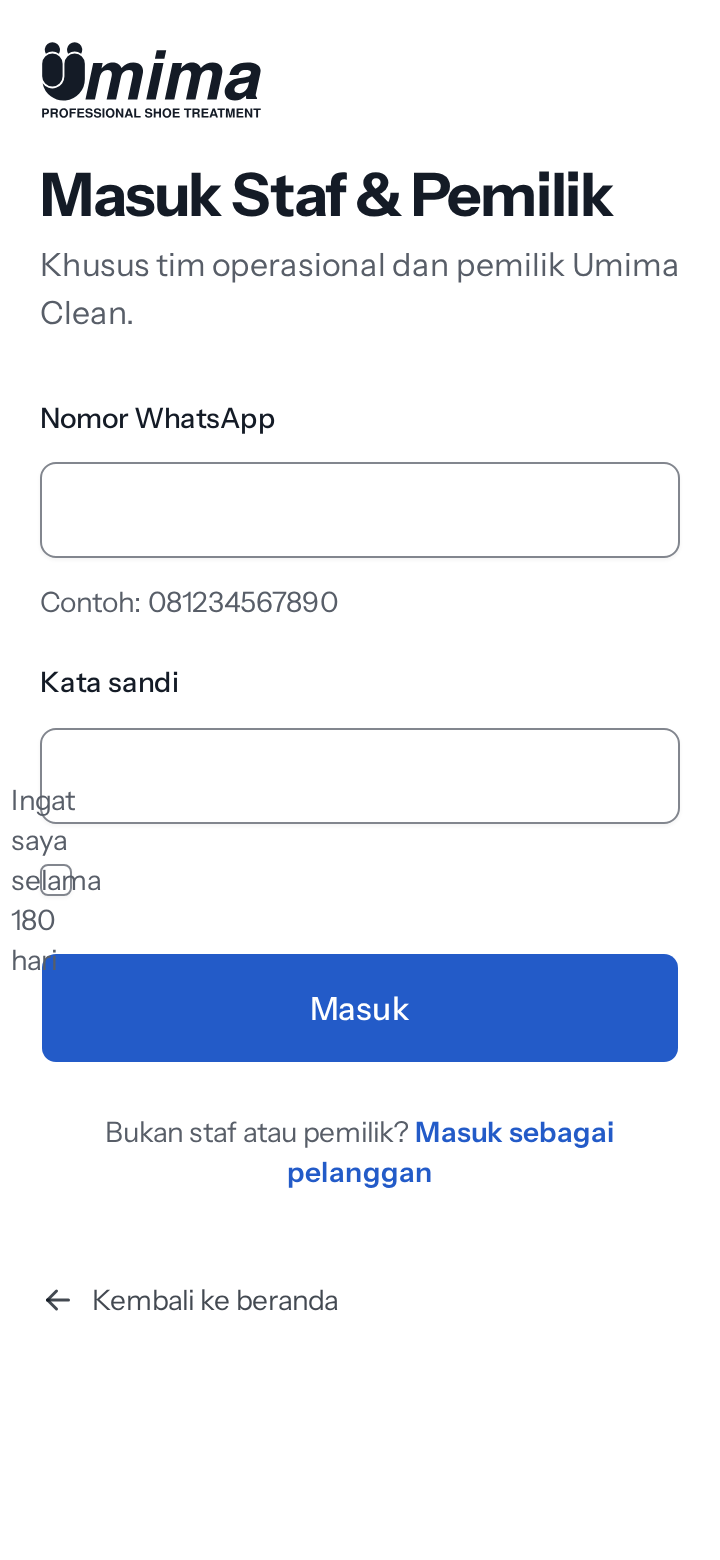 Ümima
PROFESSIONAL SHOE TREATMENT
Masuk Staf & Pemilik
Khusus tim operasional dan pemilik Umima
Clean.
Nomor WhatsApp
Contoh: 081234567890
Kata sandi
Ingat
saya
selama
180
hari
Masuk
Bukan staf atau pemilik? Masuk sebagai
pelanggan
← Kembali ke beranda